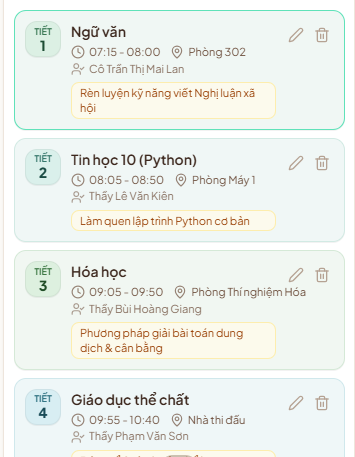 TIẾT
1
Ngữ văn
07:15 - 08:00 Phòng 302
Cô Trần Thị Mai Lan
Rèn luyện kỹ năng viết Nghị luận xã
hội
TIẾT
2
Tin học 10 (Python)
08:05 - 08:50 Phòng Máy 1
Thầy Lê Văn Kiên
Làm quen lập trình Python cơ bản
TIẾT
3
Hóa học
09:05 - 09:50 Phòng Thí nghiệm Hóa
Thầy Bùi Hoàng Giang
Phương pháp giải bài toán dung
dịch & cân bằng
TIẾT
4
Giáo dục thể chất
09:55 - 10:40 Nhà thi đấu
Thầy Phạm Văn Sơn